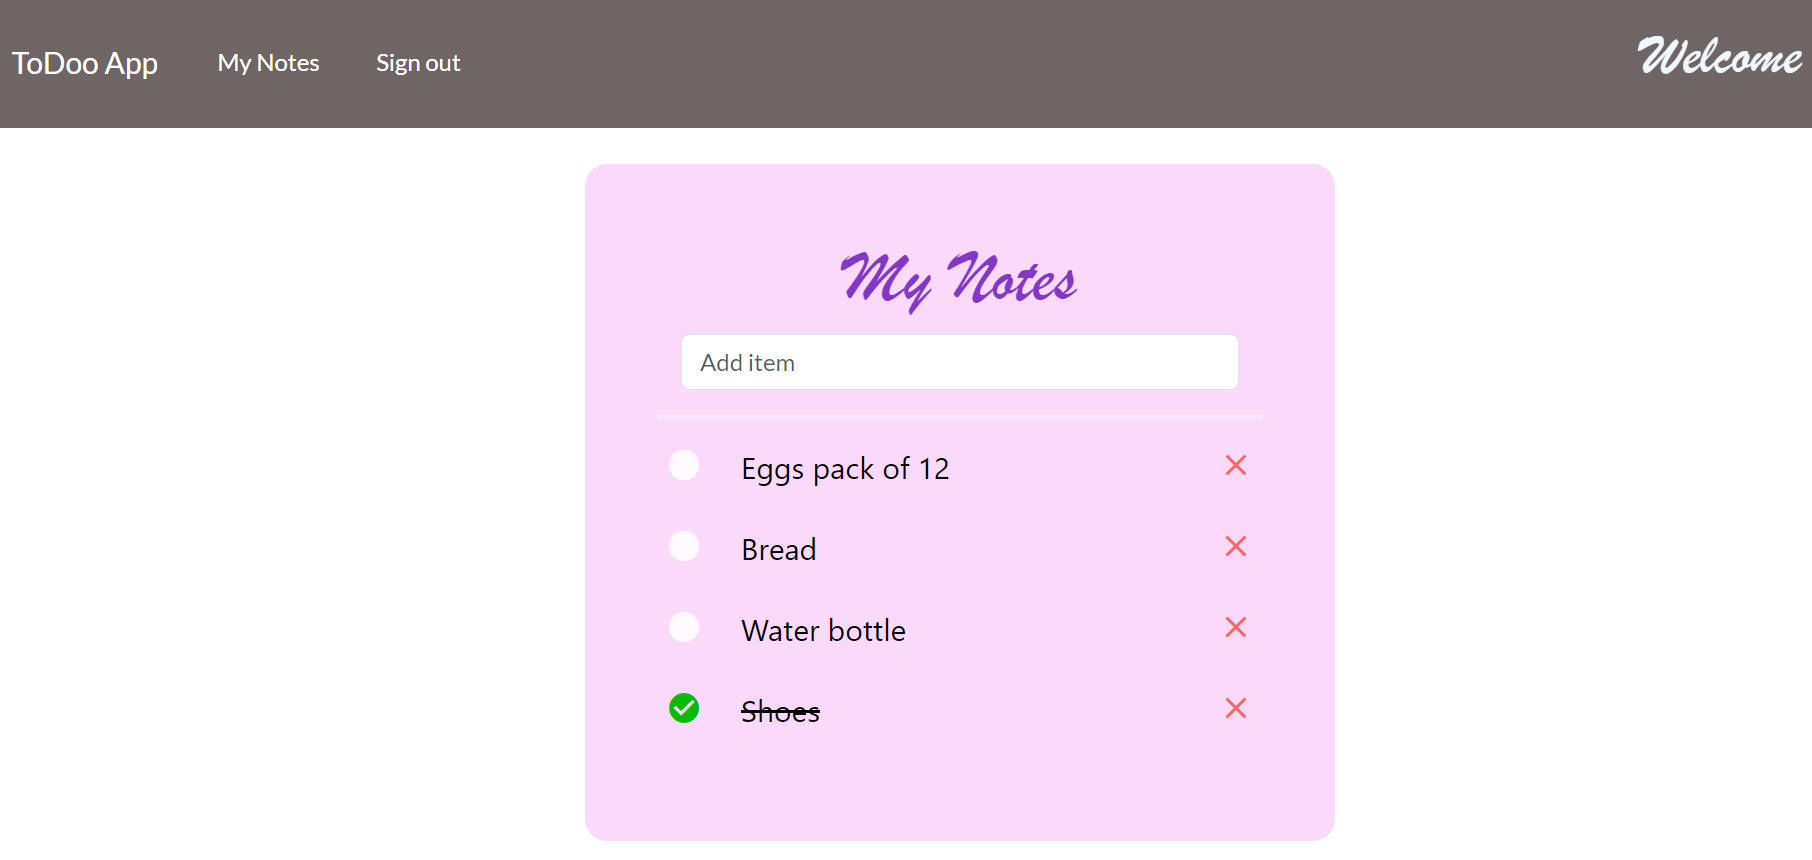 ToDoo App My Notes Sign out Welcome
My Notes
Add item
Eggs pack of 12
Bread
Water bottle
Shoes